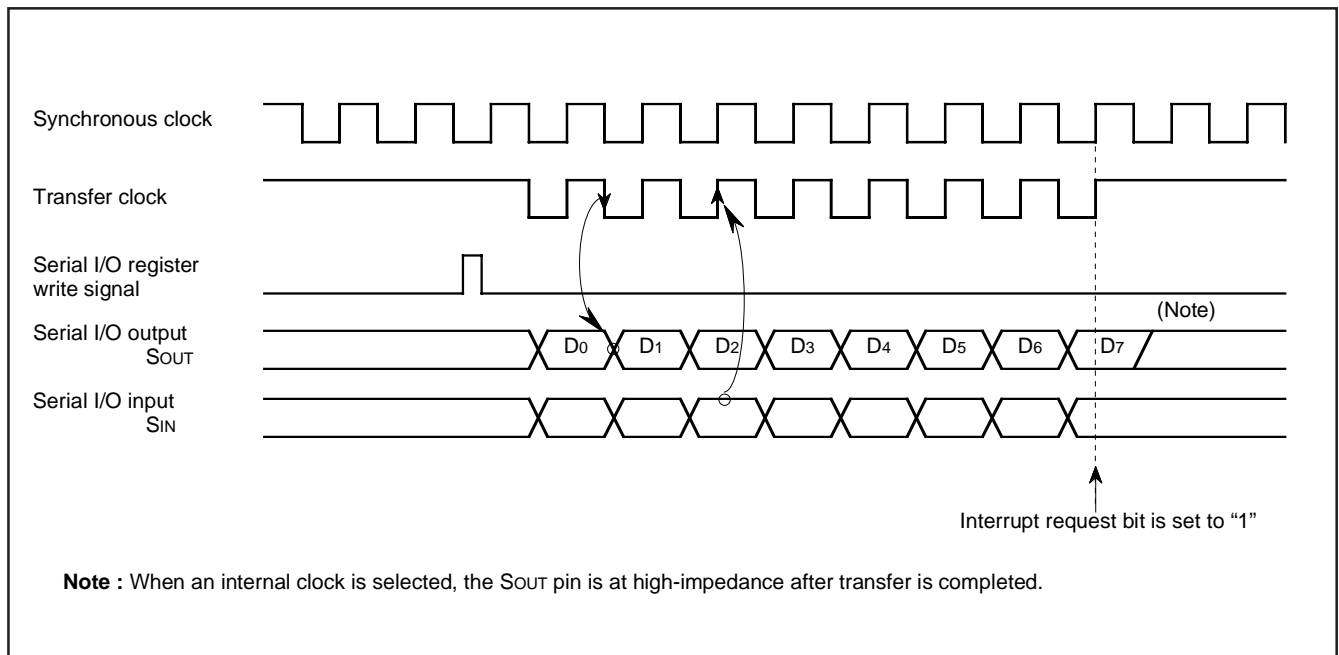 Synchronous clock
Transfer clock
Serial I/O register
write signal
(Note)
Serial I/O output
SOUT
D0 D1 D2 D3 D4 D5 D6 D7
Serial I/O input
SIN
Interrupt request bit is set to “1”
Note : When an internal clock is selected, the SOUT pin is at high-impedance after transfer is completed.